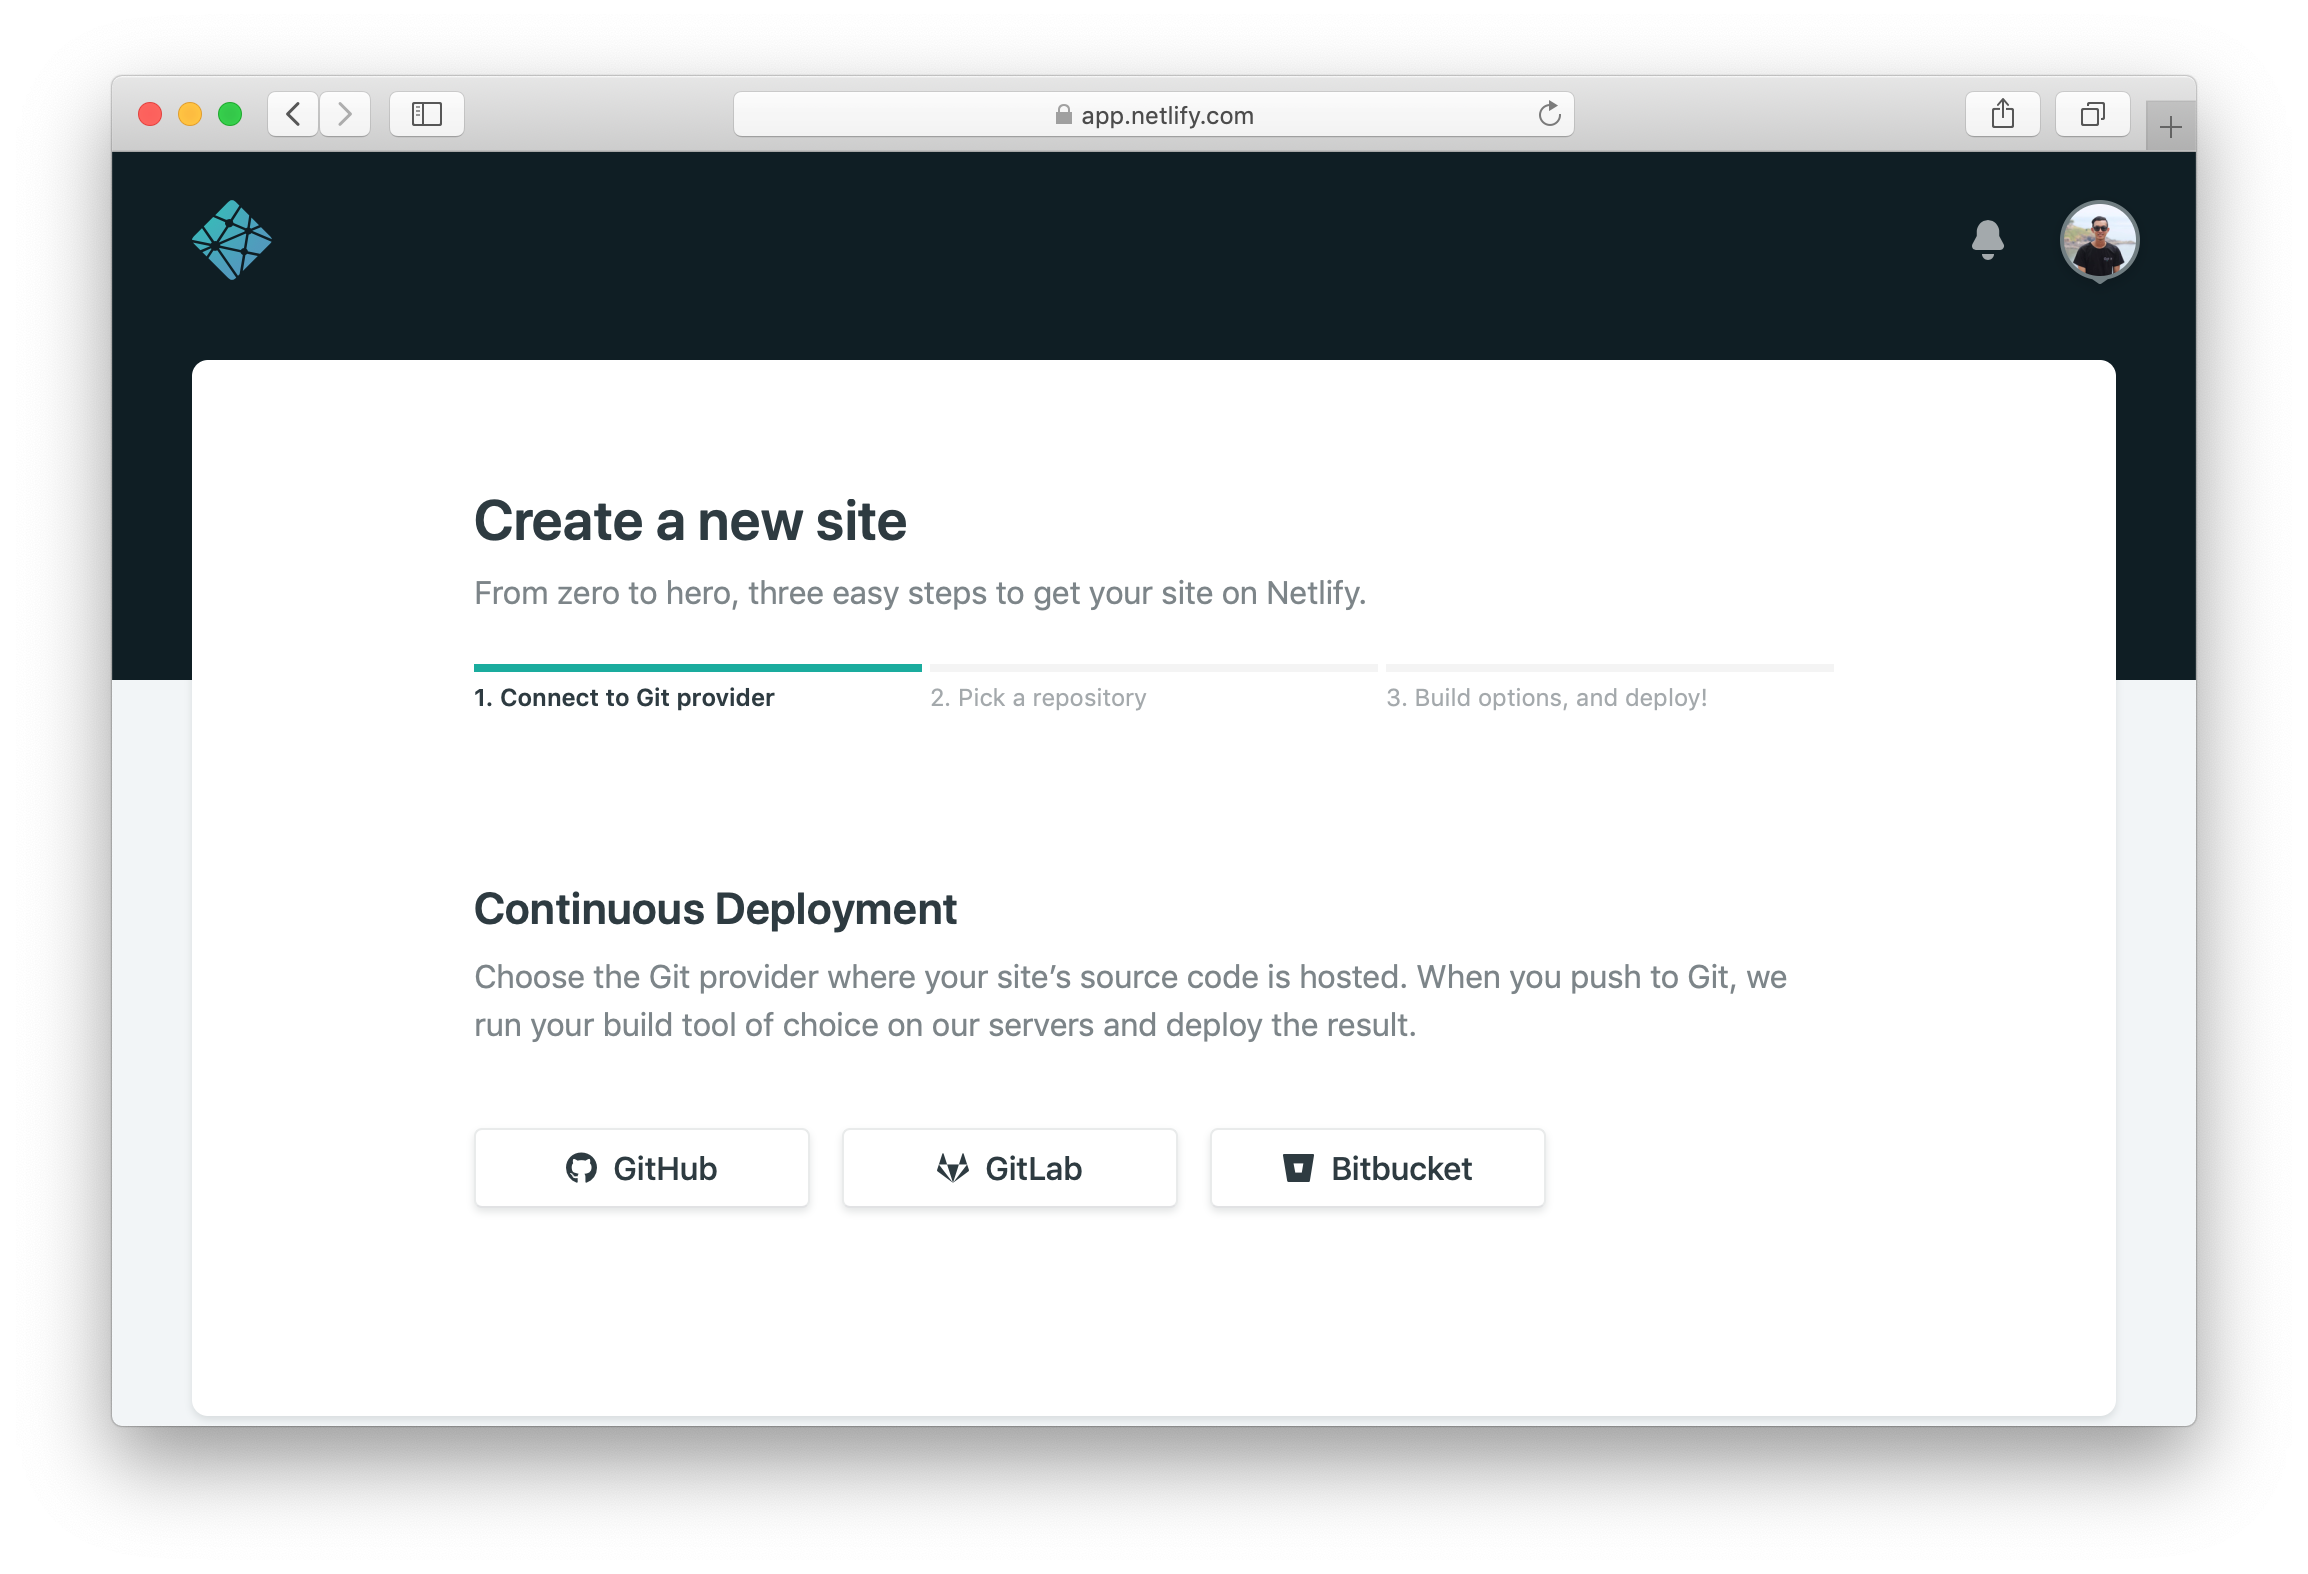 app.netlify.com
Create a new site
From zero to hero, three easy steps to get your site on Netlify.
1. Connect to Git provider
2. Pick a repository
3. Build options, and deploy!
Continuous Deployment
Choose the Git provider where your site’s source code is hosted. When you push to Git, we
run your build tool of choice on our servers and deploy the result.
GitHub
GitLab
Bitbucket